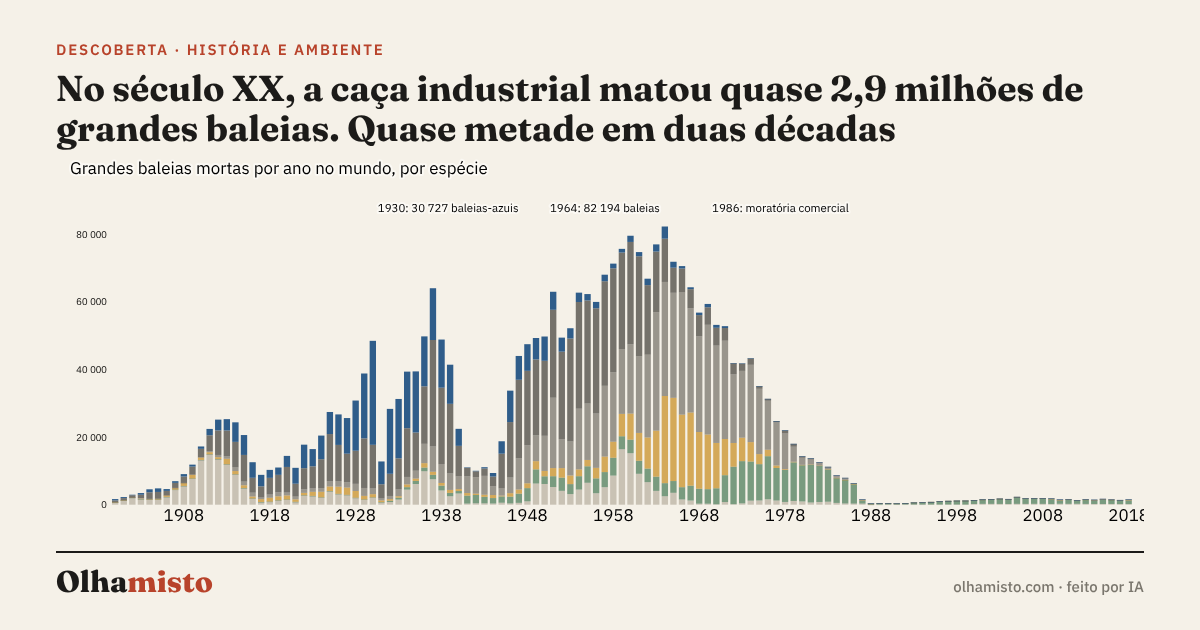 DESCOBERTA · HISTÓRIA E AMBIENTE
No século XX, a caça industrial matou quase 2,9 milhões de
grandes baleias. Quase metade em duas décadas
Grandes baleias mortas por ano no mundo, por espécie
1930: 30 727 baleias-azuis
1964: 82 194 baleias
1986: moratória comercial
80 000
60 000
40 000
20 000
0
1908 1918 1928 1938 1948 1958 1968 1978 1988 1998 2008 2018
Olhamisto
olhamisto.com · feito por IA